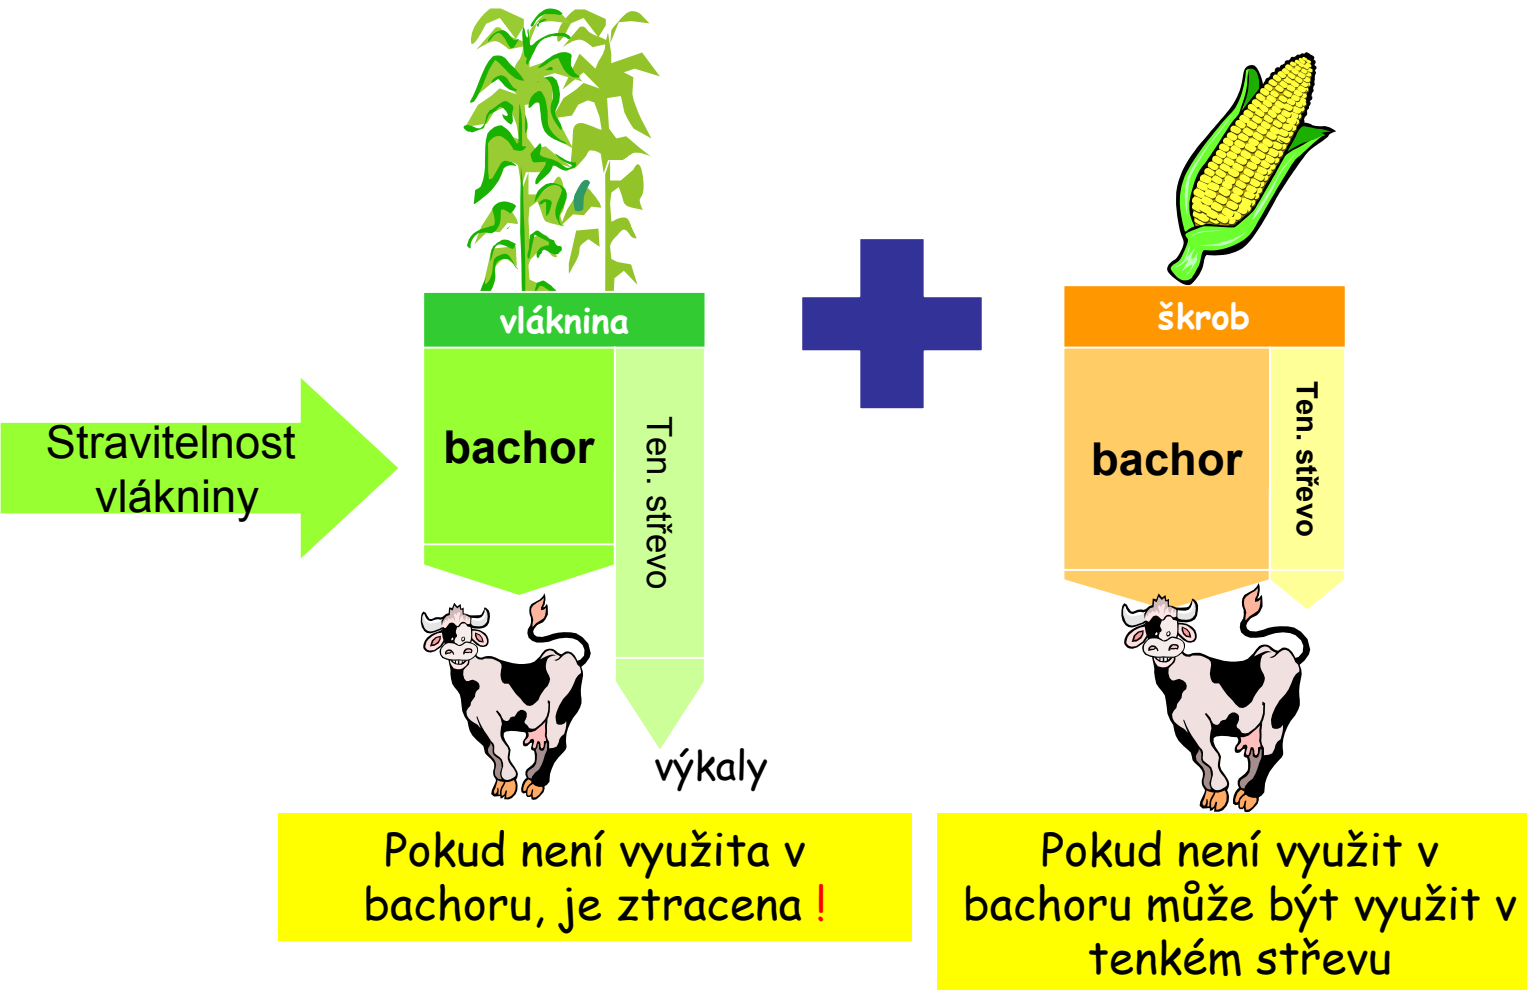 vláknina
škrob
Stravitelnost
vlákniny
bachor
Ten. střevo
bachor
Ten. střevo
výkaly
Pokud není využita v
bachoru, je ztracena !
Pokud není využit v
bachoru může být využit v
tenkém střevu